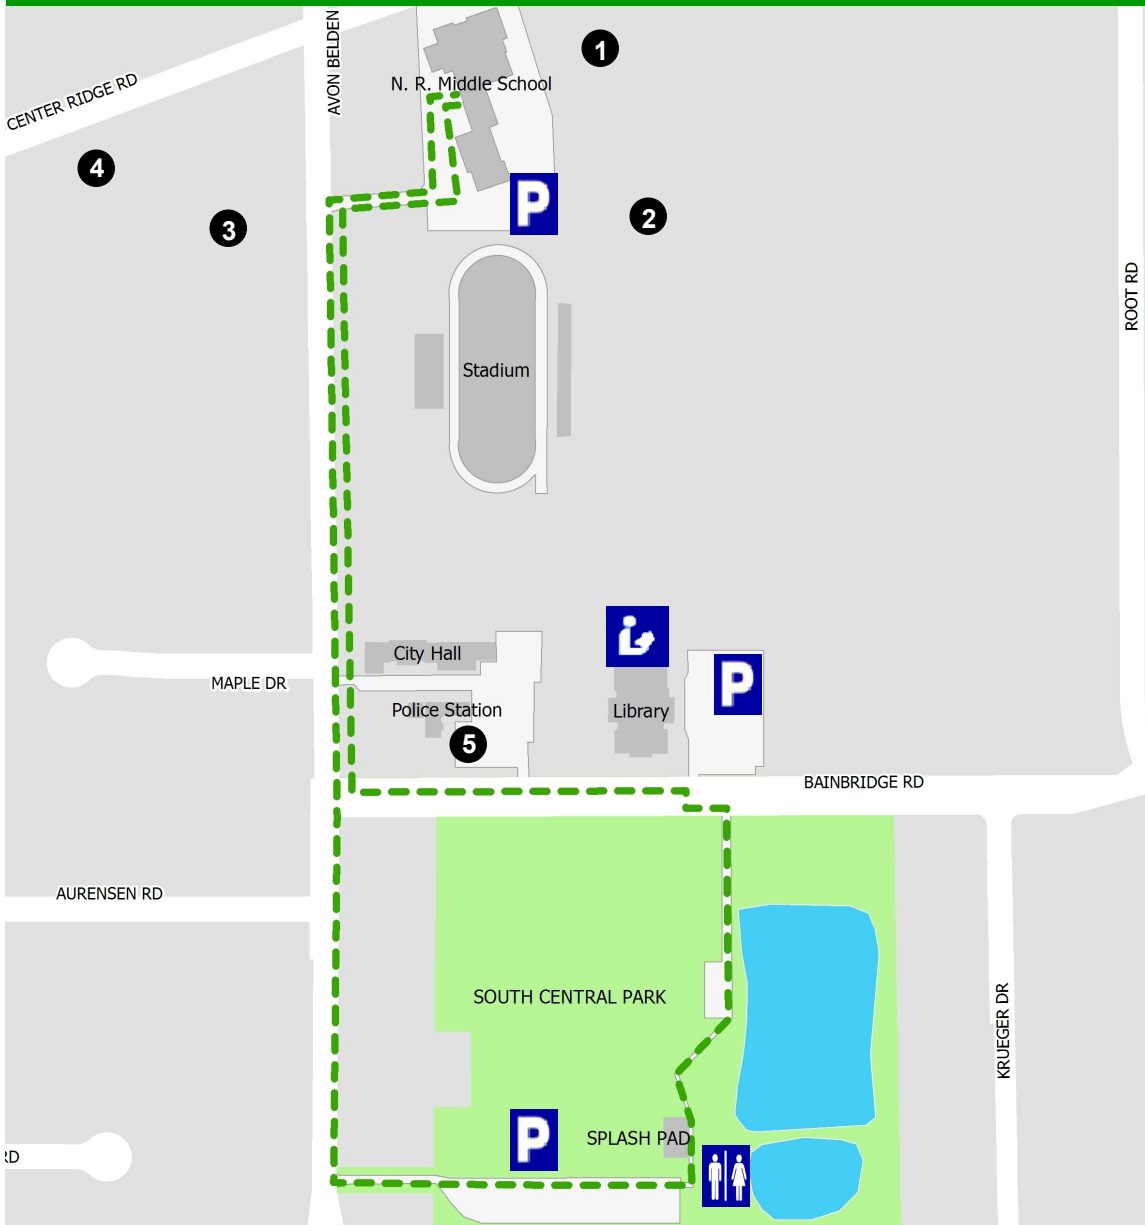 AVON BELDEN
1
N. R. Middle School
CENTER RIDGE RD
4
P
2
3
ROOT RD
Stadium
City Hall
MAPLE DR
P
Police Station
Library
5
BAINBRIDGE RD
AURENSEN RD
SOUTH CENTRAL PARK
KRUEGER DR
P
SPLASH PAD
RD